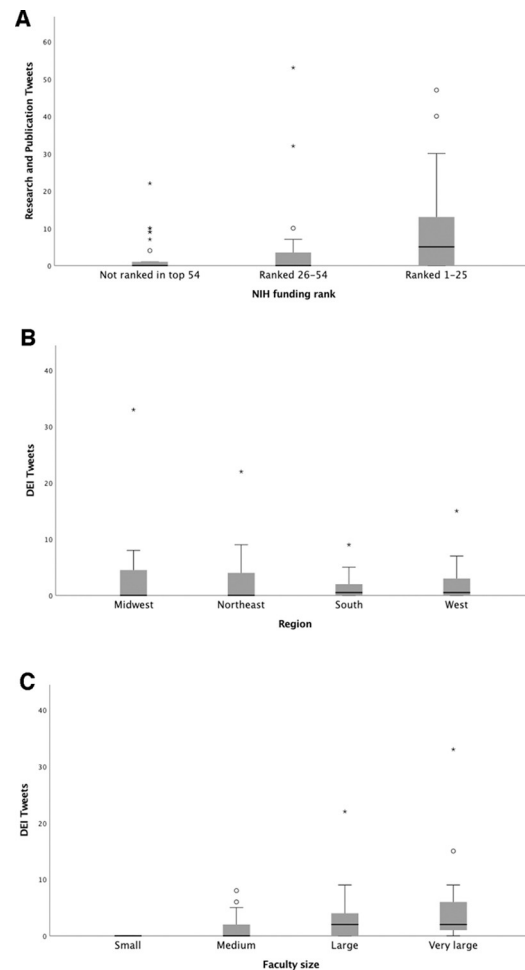 A
Research and Publication Tweets
60
50
40
30
20
10
0
Not ranked in top 54 Ranked 26-54 Ranked 1-25
NIH funding rank
B
DEI Tweets
40
30
20
10
0
Midwest Northeast South West
Region
C
DEI Tweets
40
30
20
10
0
Small Medium Large Very large
Faculty size